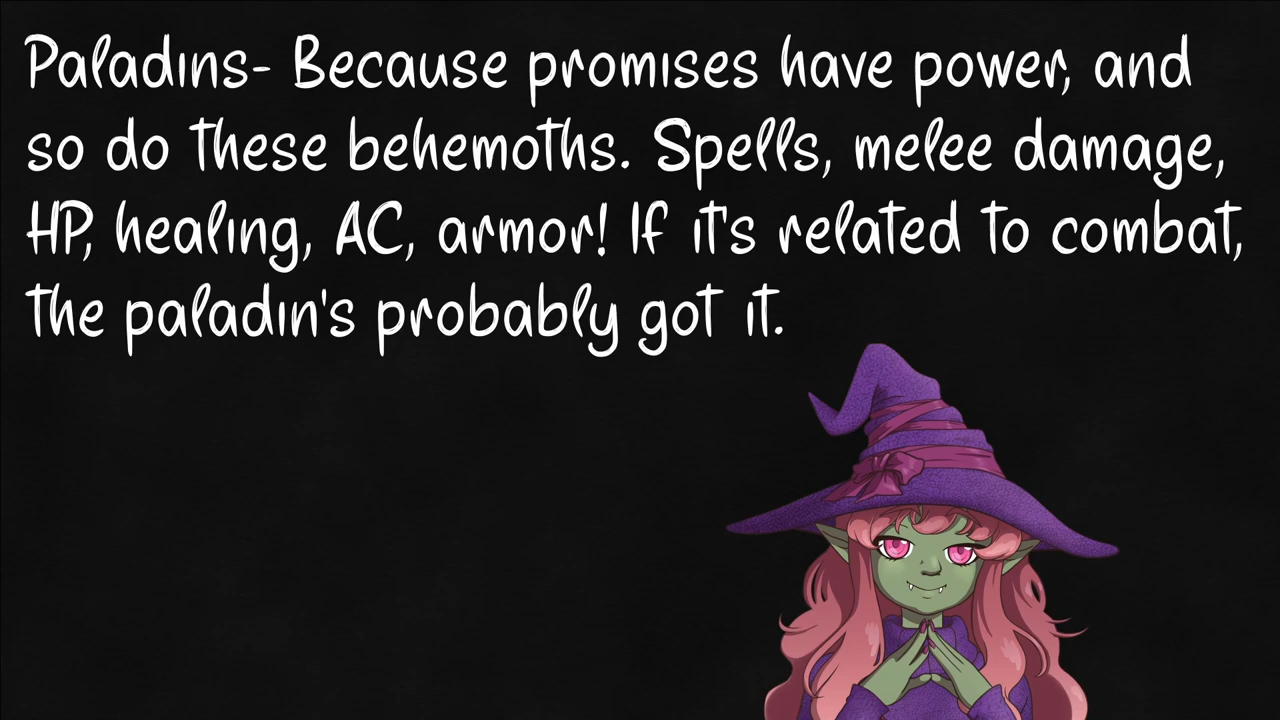 Paladins- Because promises have power, and
so do these behemoths. Spells, melee damage,
HP, healing, AC, armor! If it's related to combat,
the paladin's probably got it.